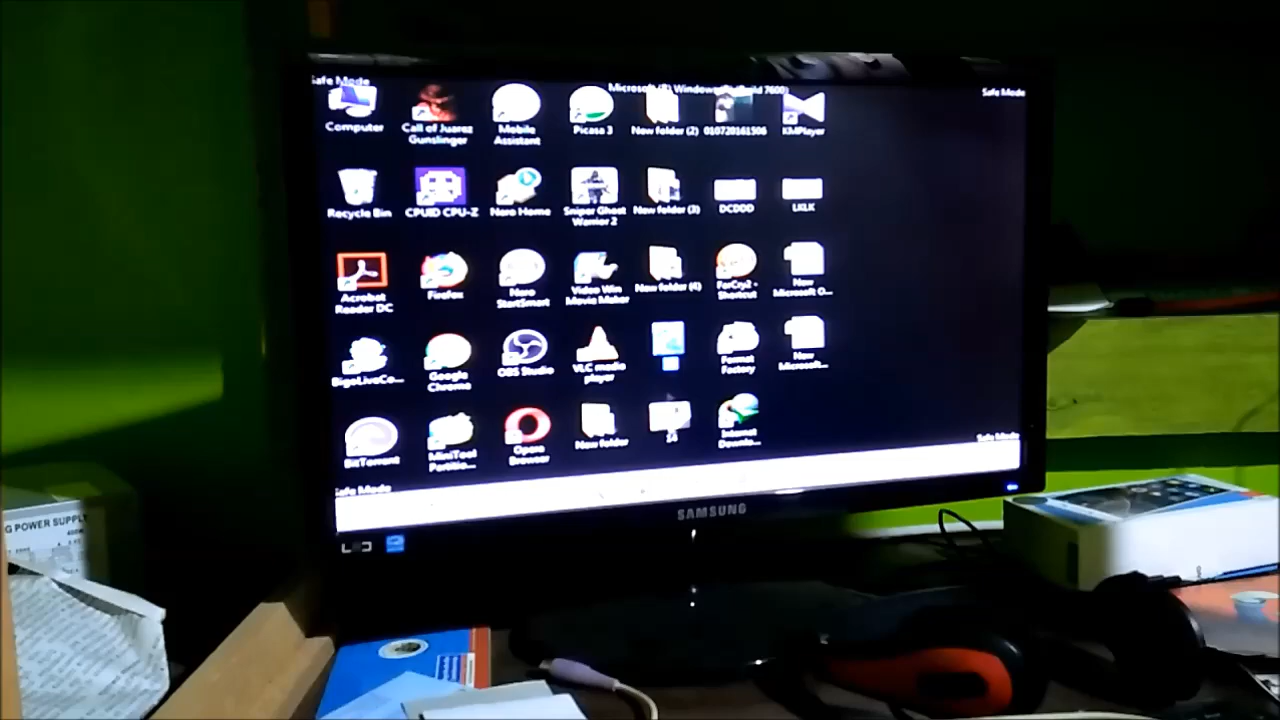 Safe Mode
Microsoft (R) Windows
(Build 7600)
Safe Mode
Computer
Call of Juarez
Gunslinger
Mobile
Assistant
Picasa 3
New folder (2)
010720161506
KMPlayer
Recycle Bin
CPUID CPU-Z
Nero Home
Sniper Ghost
Warrior 2
New folder (3)
DCDDD
LKLK
Acrobat
Reader DC
Firefox
Nero
StartSmart
Video Win
Movie Maker
New folder (4)
FarCry2 -
Shortcut
New
Microsoft O...
BigoLiveCo...
Google
Chrome
OBS Studio
VLC media
player
Format
Factory
New
Microsoft...
BitTorrent
MiniTool
Partitio...
Opera
Browser
New folder
14
Internet
Downlo...
Safe Mode
Safe Mode
SAMSUNG
G POWER SUPPLY